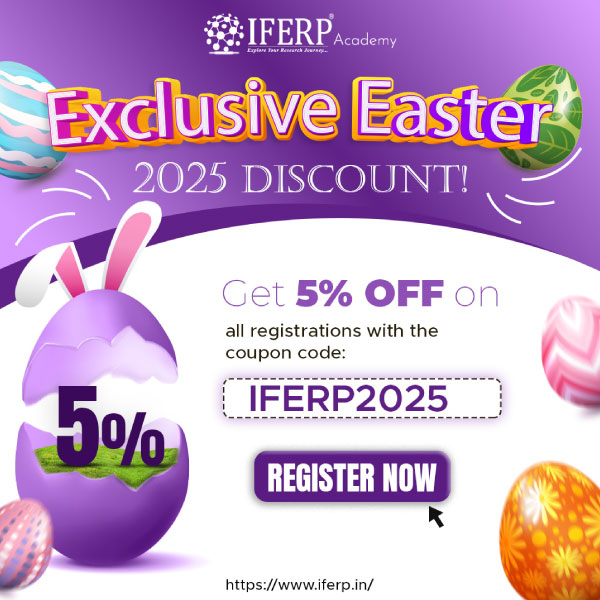 IFERP® Academy
Explore Your Research Journey...
Exclusive Easter
2025 DISCOUNT!
Get 5% OFF on
all registrations with the
coupon code:
IFERP2025
5%
REGISTER NOW
https://www.iferp.in/